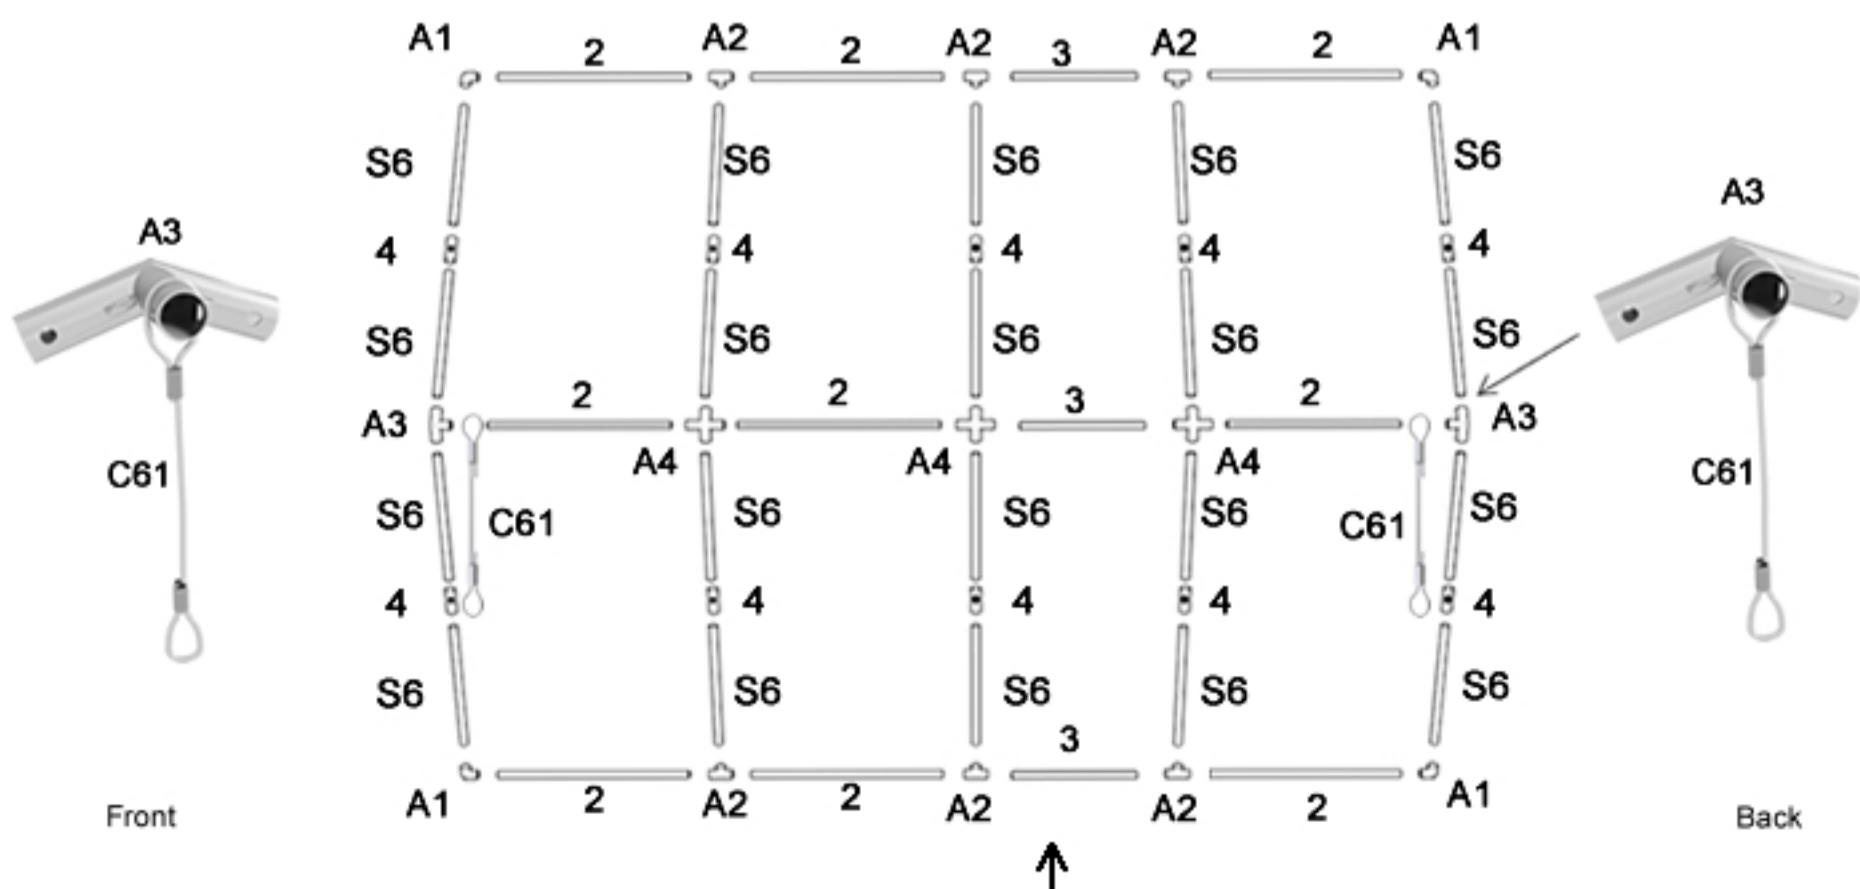 A1 2 A2 2 A2 3 A2 2 A1
S6 S6 S6 S6 S6
A3 A3
4 4 4 4 4
S6 S6 S6 S6 S6
2 2 3 2
A3 A3
A4 A4 A4
C61 C61
S6 S6 S6 S6 S6
C61 C61
4 4 4 4 4
S6 S6 S6 S6 S6
3
A1 2 A2 2 A2 A2 2 A1
Front Back